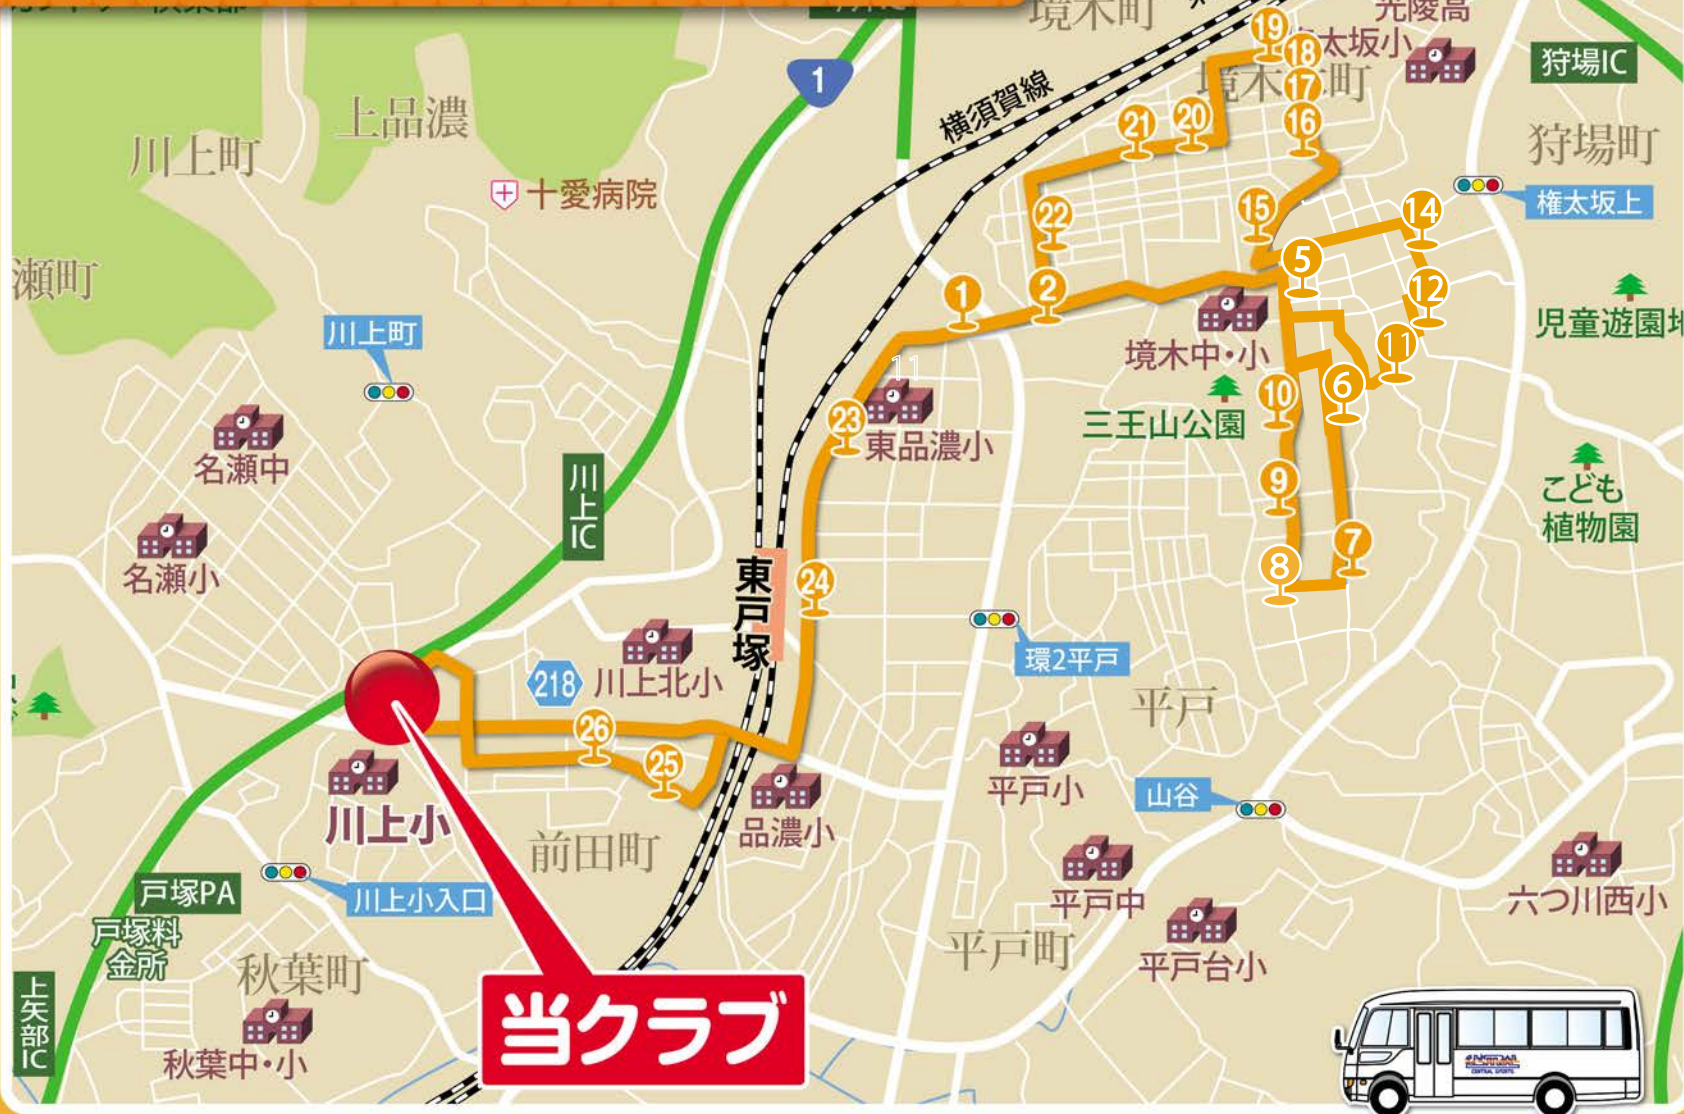 境木町
光陵高
太坂小
狩場IC
1
19
18
17
16
横須賀線
21
20
上品濃
川上町
狩場町
十愛病院
権太坂上
22
15
14
瀬町
5
1
2
12
児童遊園地
川上町
境木中・小
11
11
6
10
三王山公園
23
東品濃小
名瀬中
川上IC
9
こども
植物園
7
8
名瀬小
東戸塚
24
環2平戸
218
川上北小
平戸
26
25
平戸小
山谷
川上小
前田町
品濃小
戸塚PA
川上小入口
平戸中
六つ川西小
戸塚料
金所
秋葉町
平戸町
平戸台小
上矢部IC
当クラブ
秋葉中・小
CENTRAL SPORTS